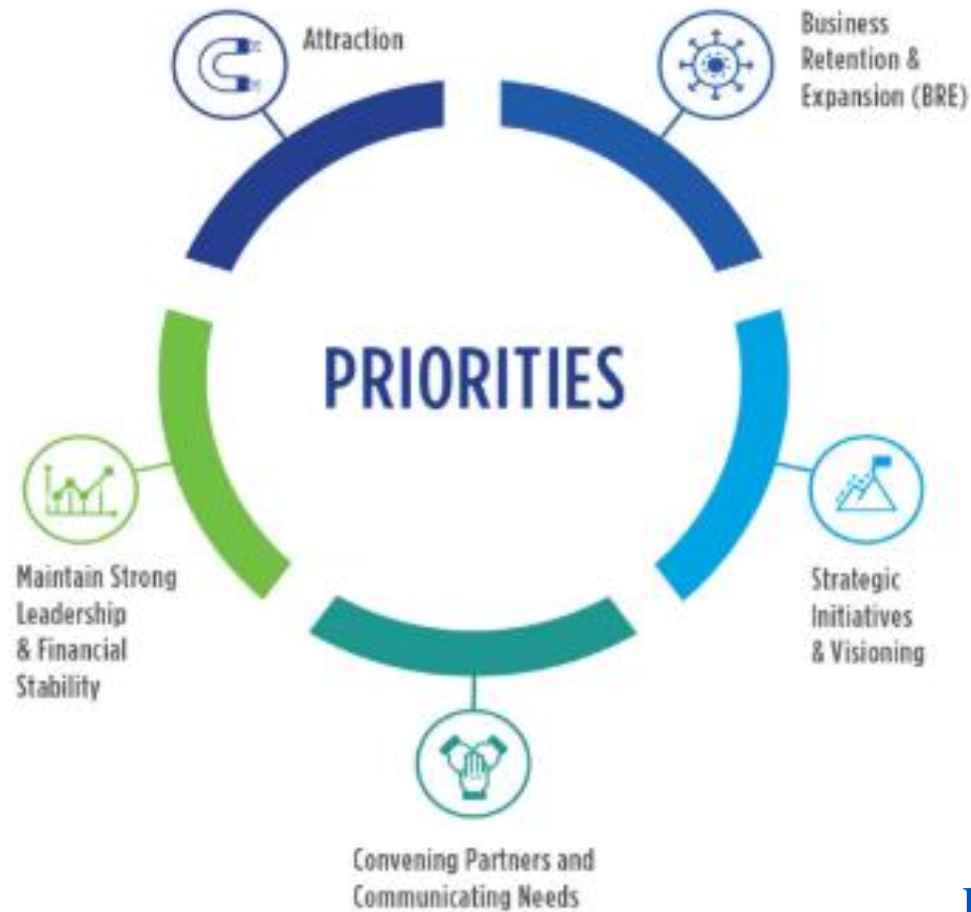 Attraction
Business
Retention &
Expansion (BRE)
PRIORITIES
Maintain Strong
Leadership
& Financial
Stability
Strategic
Initiatives
& Visioning
Convening Partners and
Communicating Needs